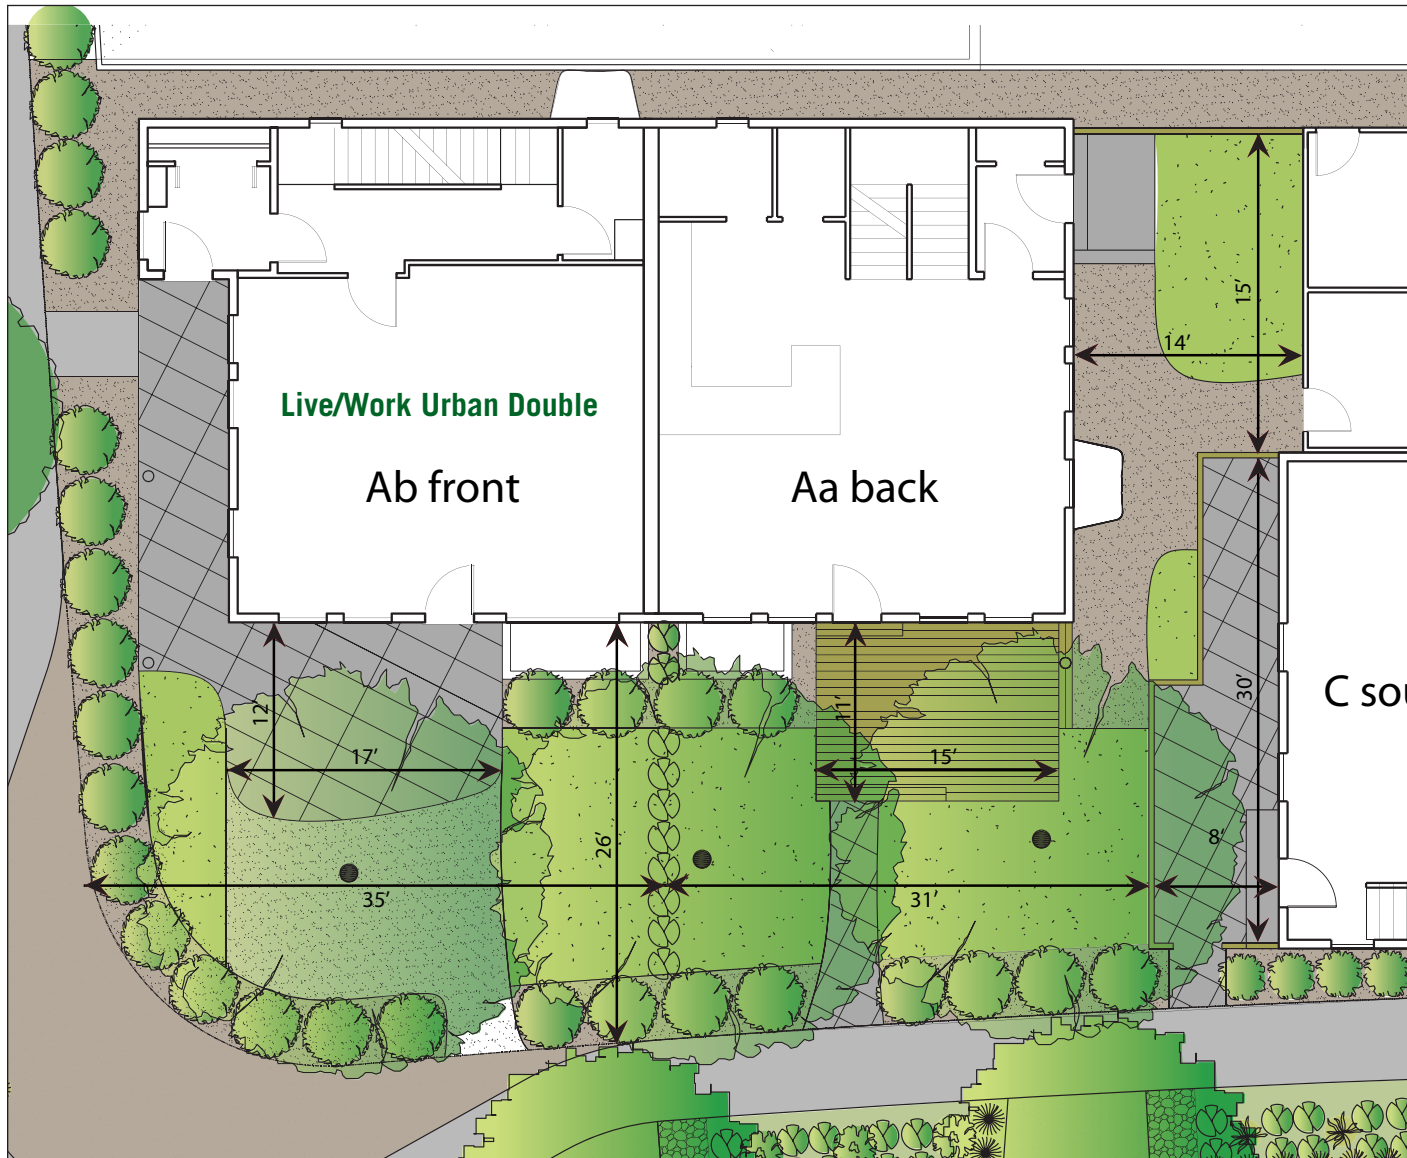 15’
14’
Live/Work Urban Double
Ab front
Aa back
30’
C sou
12’
11’
17’
15’
26’
8’
35’
31’